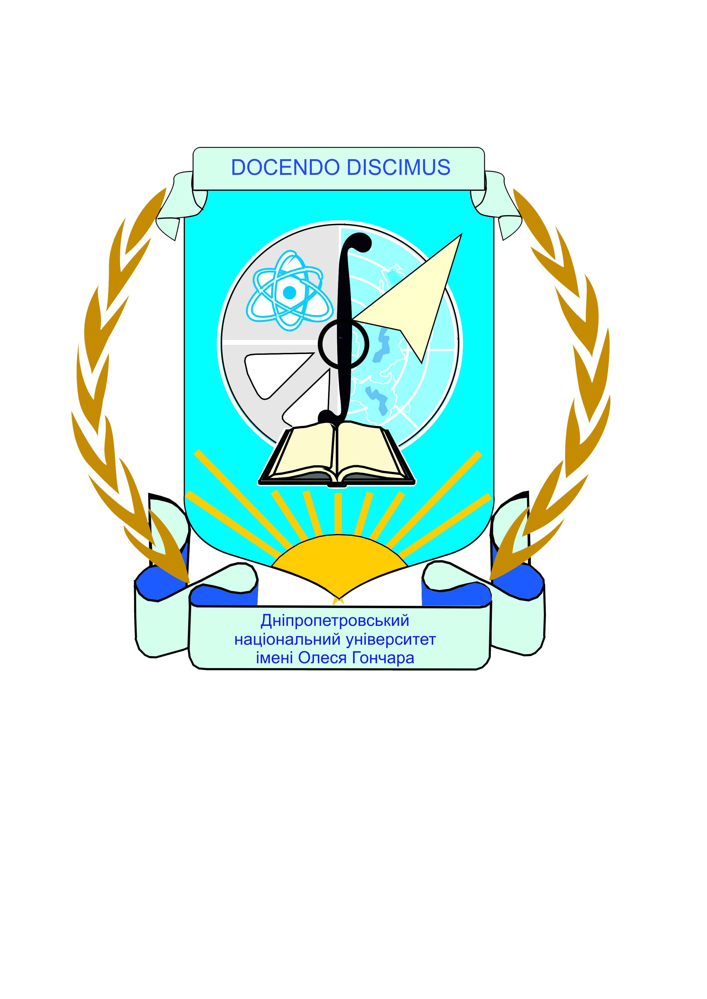 DOCENDO DISCIMUS
Дніпропетровський
національний університет
імені Олеся Гончара